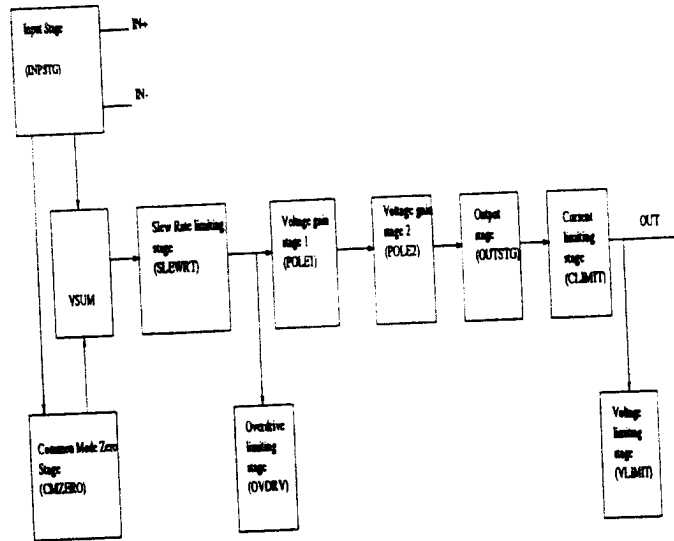 Input Stage
(INPSTG)
IN+
IN-
VSUM
Slew Rate limiting
stage
(SLEWRT)
Voltage gain
stage 1
(POLE1)
Voltage gain
stage 2
(POLE2)
Output
stage
(OUTSTG)
Current
limiting
stage
(CLIMIT)
OUT
Common Mode Zero
Stage
(CMZERO)
Overdrive
limiting
stage
(OVDRV)
Voltage
limiting
stage
(VLIMIT)